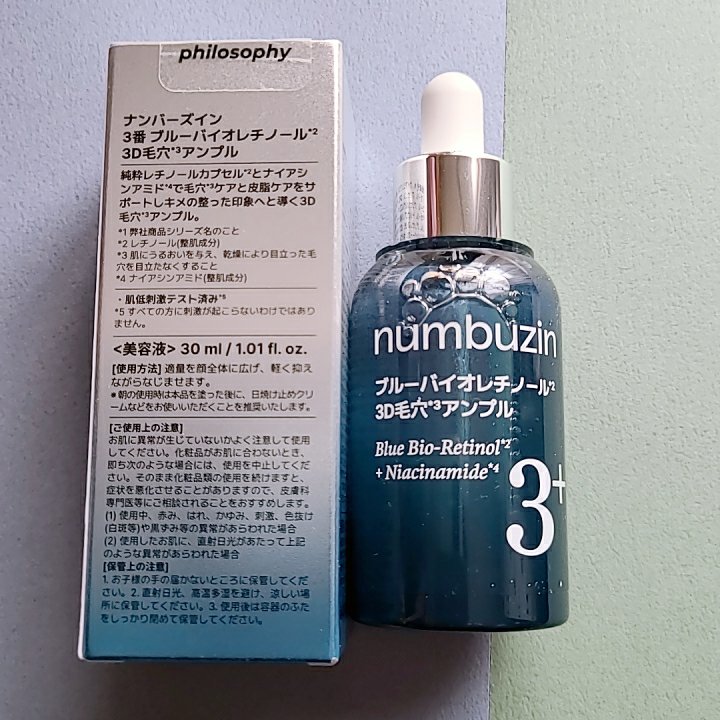 philosophy
ナンバーズイン
3番 ブルーバイオレチノール*2
3D毛穴*3アンプル
純粋レチノールカプセル*2とナイアシ
ンアミド*4で毛穴*3ケアと皮脂ケアをサ
ポートしキメの整った印象へと導く3D
毛穴*3アンプル。
*1 弊社商品シリーズ名のこと
*2 レチノール(整肌成分)
*3 肌にうるおいを与え、乾燥により目立った毛
穴を目立たなくすること
*4 ナイアシンアミド(整肌成分)
・肌低刺激テスト済み*5
*5 すべての方に刺激が起こらないわけではあり
ません。
<美容液> 30 ml / 1.01 fl. oz.
[使用方法] 適量を顔全体に広げ、軽く抑え
ながらなじませます。
*朝の使用時は本品を塗った後に、日焼け止めクリ
ームなどをお使いいただくことを推奨いたします。
[ご使用上の注意]
お肌に異常が生じていないかよく注意して使用
してください。化粧品がお肌に合わないとき、
即ち次のような場合には、使用を中止してくだ
さい。そのまま化粧品類の使用を続けますと、
症状を悪化させることがありますので、皮膚科
専門医等にご相談されることをおすすめします。
(1) 使用中、赤み、はれ、かゆみ、刺激、色抜け
(白斑等)や黒ずみ等の異常があらわれた場合
(2) 使用したお肌に、直射日光があたって上記
のような異常があらわれた場合
[保管上の注意]
1. お子様の手の届かないところに保管してくだ
さい。2. 直射日光、高温多湿を避け、涼しい場
所に保管してください。3. 使用後は容器のふた
をしっかり閉めて保管してください。
numbuzin
ブルーバイオレチノール*2
3D毛穴*3アンプル
Blue Bio-Retinol*2
+ Niacinamide*4
3+